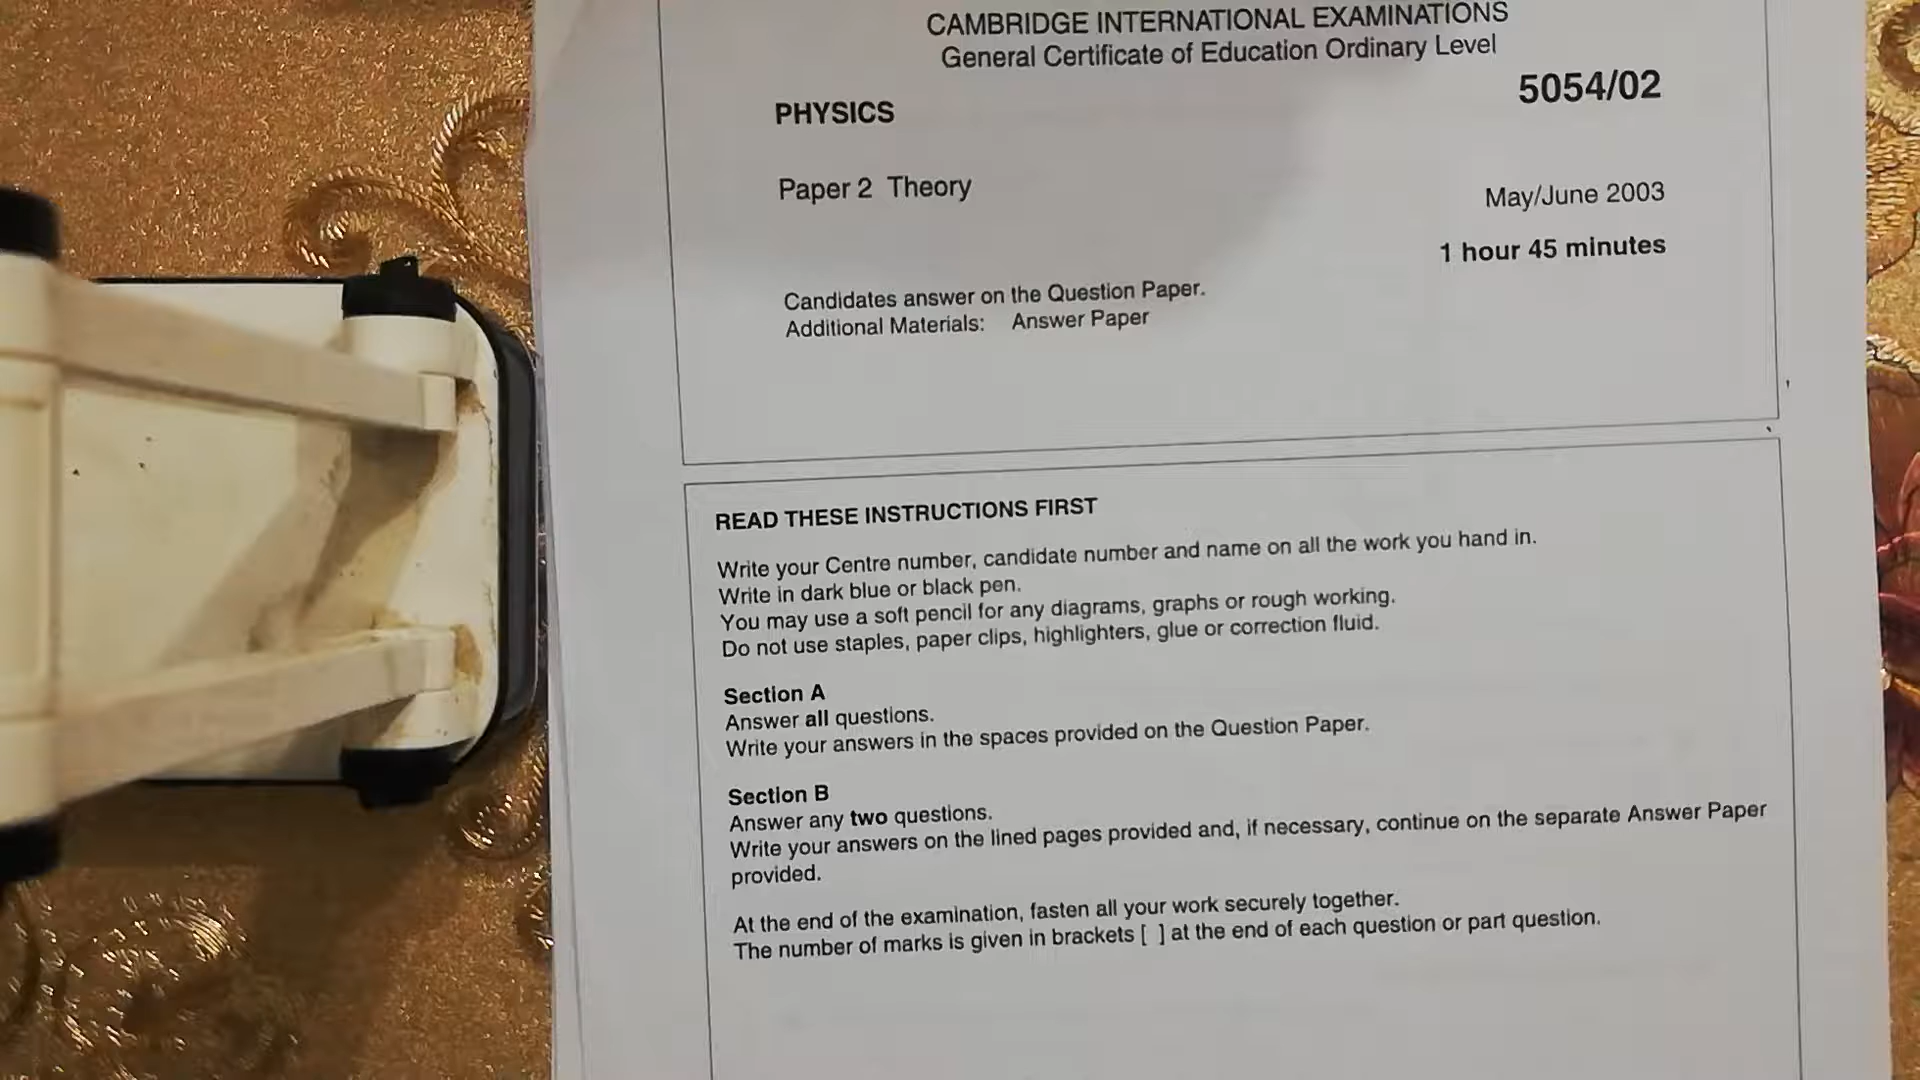 CAMBRIDGE INTERNATIONAL EXAMINATIONS
General Certificate of Education Ordinary Level
PHYSICS
5054/02
Paper 2 Theory
May/June 2003
1 hour 45 minutes
Candidates answer on the Question Paper.
Additional Materials: Answer Paper
READ THESE INSTRUCTIONS FIRST
Write your Centre number, candidate number and name on all the work you hand in.
Write in dark blue or black pen.
You may use a soft pencil for any diagrams, graphs or rough working.
Do not use staples, paper clips, highlighters, glue or correction fluid.
Section A
Answer all questions.
Write your answers in the spaces provided on the Question Paper.
Section B
Answer any two questions.
Write your answers on the lined pages provided and, if necessary, continue on the separate Answer Paper
provided.
At the end of the examination, fasten all your work securely together.
The number of marks is given in brackets [ ] at the end of each question or part question.